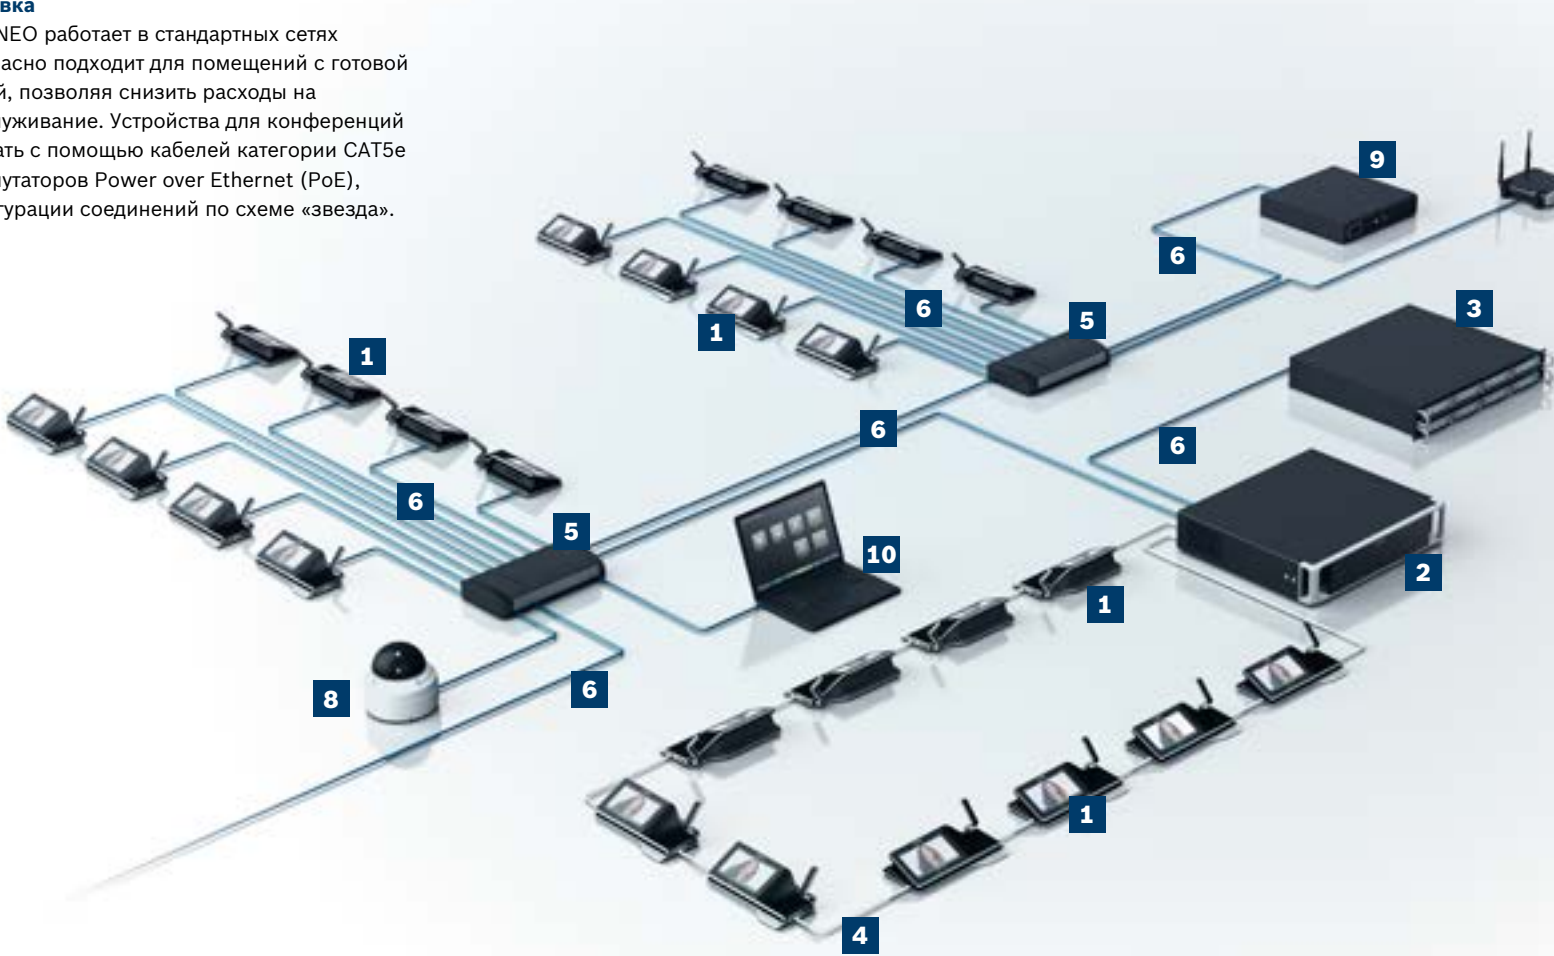 вка
NEO работает в стандартных сетях
асно подходит для помещений с готовой
й, позволяя снизить расходы на
луживание. Устройства для конференций
ать с помощью кабелей категории CAT5e
мутаторов Power over Ethernet (PoE),
гурации соединений по схеме «звезда».
9
6
3
6
5
1
1
6
6
6
5
10
2
1
8
6
1
4